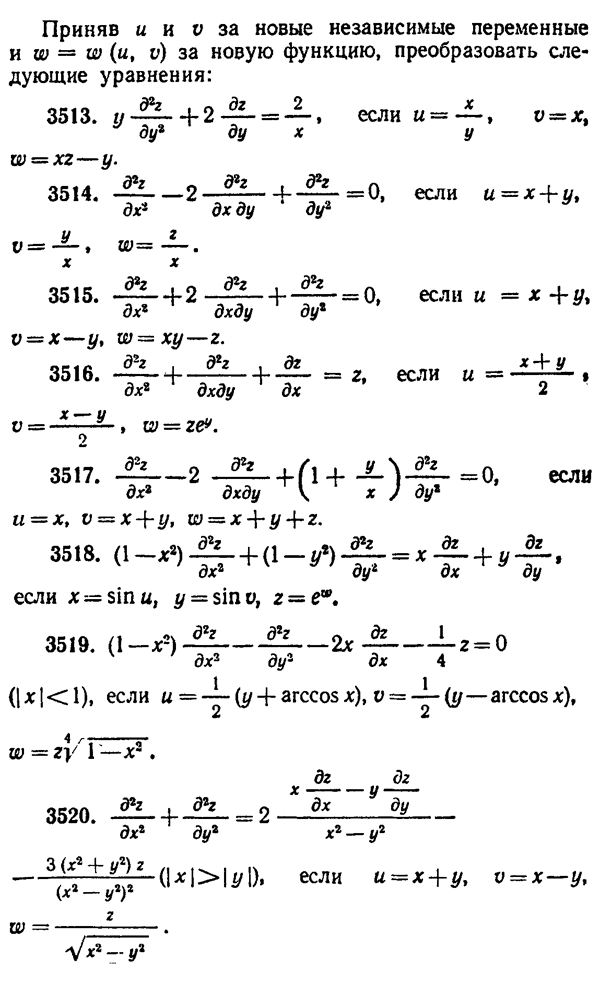 Приняв u и v за новые независимые переменные
и w = w (u, v) за новую функцию, преобразовать сле-
дующие уравнения:
3513. y ∂²z/∂y² + 2 ∂z/∂y = 2/x, если u = x/y, v = x,
w = xz — y.
3514. ∂²z/∂x² — 2 ∂²z/∂x ∂y + ∂²z/∂y² = 0, если u = x + y,
v = y/x, w = z/x.
3515. ∂²z/∂x² + 2 ∂²z/∂x∂y + ∂²z/∂y² = 0, если u = x + y,
v = x — y, w = xy — z.
3516. ∂²z/∂x² + ∂²z/∂x∂y + ∂z/∂x = z, если u = (x + y)/2,
v = (x — y)/2, w = zeʸ.
3517. ∂²z/∂x² — 2 ∂²z/∂x∂y + (1 + y/x) ∂²z/∂y² = 0, если
u = x, v = x + y, w = x + y + z.
3518. (1 — x²) ∂²z/∂x² + (1 — y²) ∂²z/∂y² = x ∂z/∂x + y ∂z/∂y,
если x = sin u, y = sin v, z = eʷ.
3519. (1 — x²) ∂²z/∂x² — ∂²z/∂y² — 2x ∂z/∂x — 1/4 z = 0
(|x| < 1), если u = 1/2 (y + arccos x), v = 1/2 (y — arccos x),
w = z ⁴√(1 — x²).
3520. ∂²z/∂x² + ∂²z/∂y² = 2 (x ∂z/∂x — y ∂z/∂y)/(x² — y²) —
— 3 (x² + y²) z/(x² — y²)² (|x| > |y|), если u = x + y, v = x — y,
w = z/√(x² — y²).